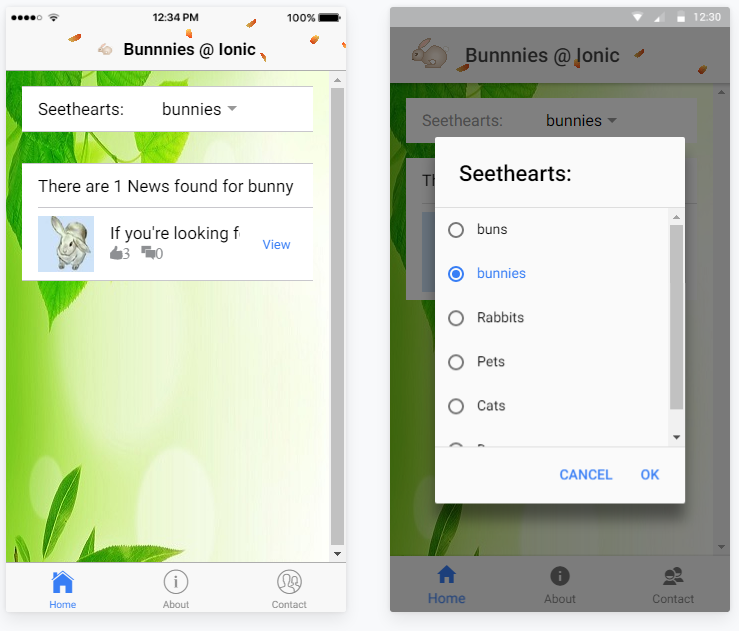 12:34 PM
100%
Bunnnies @ Ionic
Seethearts: bunnies
There are 1 News found for bunny
If you're looking fo
3 0
View
Home About Contact
12:30
Bunnnies @ Ionic
Seethearts: bunnies
Seethearts:
buns
bunnies
Rabbits
Pets
Cats
CANCEL OK
Home About Contact